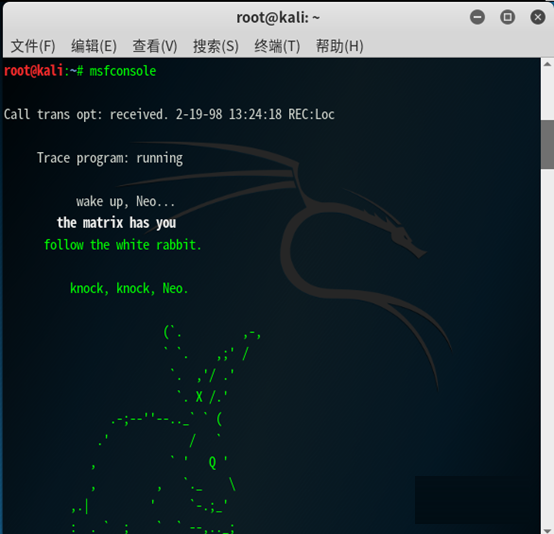 root@kali: ~
文件(F) 编辑(E) 查看(V) 搜索(S) 终端(T) 帮助(H)
root@kali:~# msfconsole
Call trans opt: received. 2-19-98 13:24:18 REC:Loc
Trace program: running
wake up, Neo...
the matrix has you
follow the white rabbit.
knock, knock, Neo.
(`.         ,-,
` `.    ,;' /
`.  ,'/ .'
`. X /.'
.-;--''--.._` ` (
.'            /   `
,           ` '   Q '
,         ,   `._    \
,.|         '     `-.;_'
:  . `  ;    `  ` --,.._;